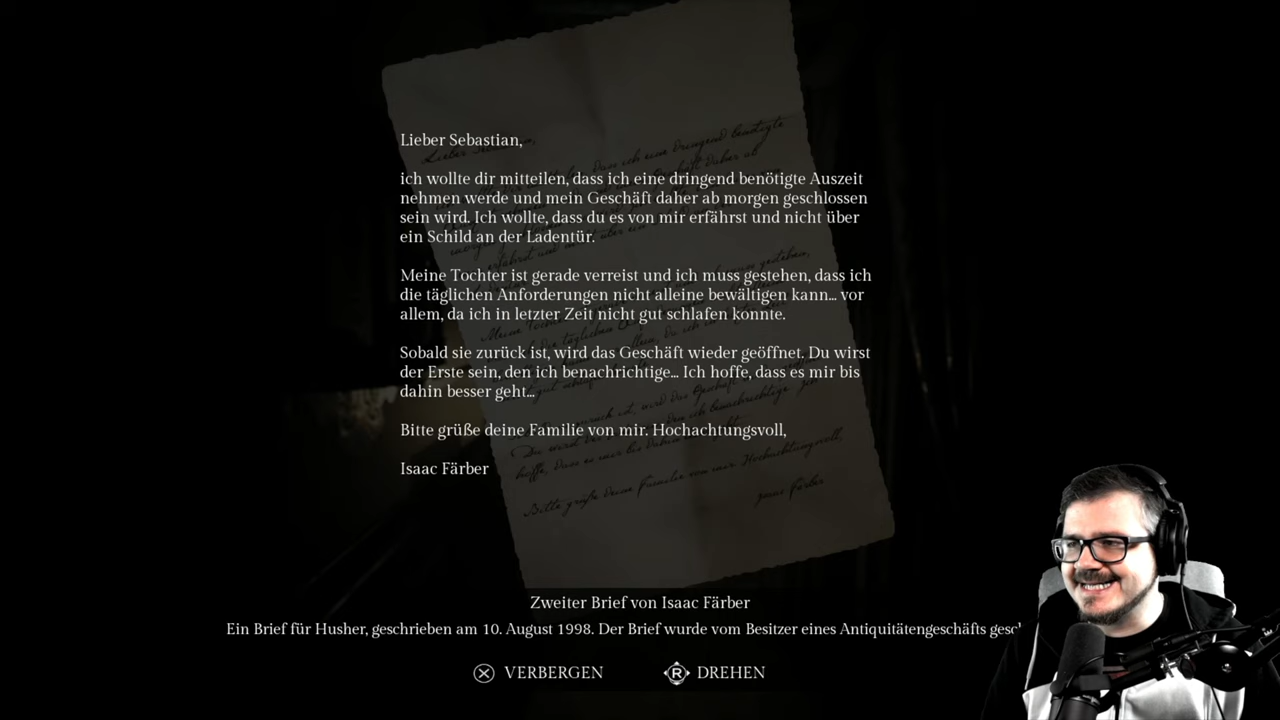 Lieber Sebastian,
ich wollte dir mitteilen, dass ich eine dringend benötigte Auszeit
nehmen werde und mein Geschäft daher ab morgen geschlossen
sein wird. Ich wollte, dass du es von mir erfährst und nicht über
ein Schild an der Ladentür.
Meine Tochter ist gerade verreist und ich muss gestehen, dass ich
die täglichen Anforderungen nicht alleine bewältigen kann... vor
allem, da ich in letzter Zeit nicht gut schlafen konnte.
Sobald sie zurück ist, wird das Geschäft wieder geöffnet. Du wirst
der Erste sein, den ich benachrichtige... Ich hoffe, dass es mir bis
dahin besser geht...
Bitte grüße deine Familie von mir. Hochachtungsvoll,
Isaac Färber
Zweiter Brief von Isaac Färber
Ein Brief für Husher, geschrieben am 10. August 1998. Der Brief wurde vom Besitzer eines Antiquitätengeschäfts
VERBERGEN
R DREHEN